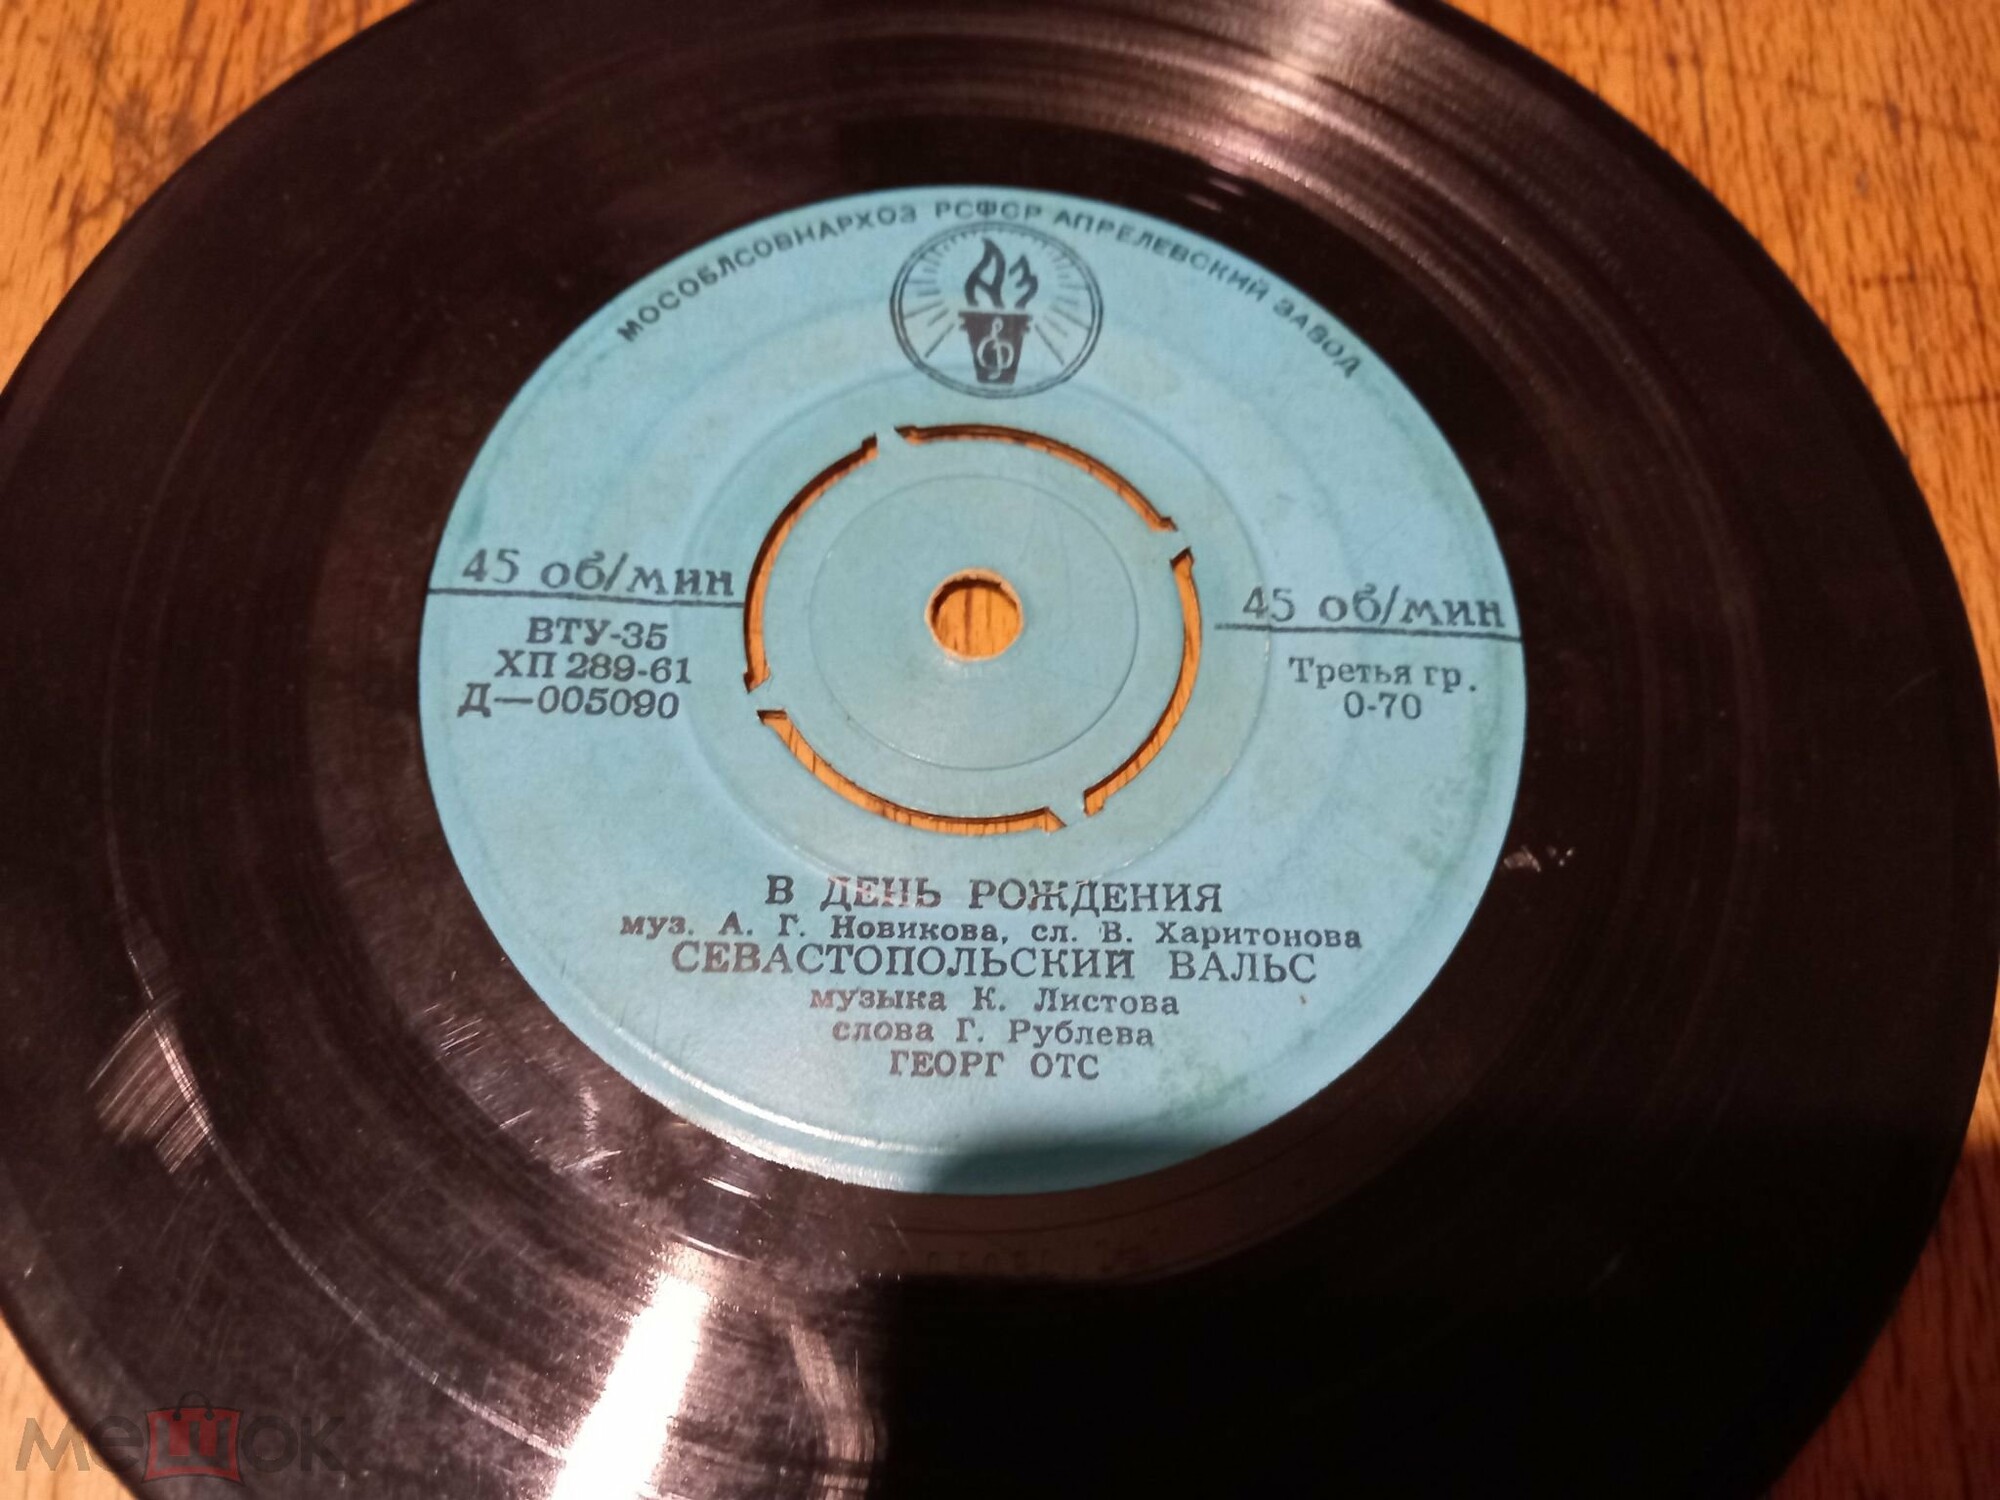 МОСОБЛСОВНАРХОЗ РСФСР АПРЕЛЕВСКИЙ ЗАВОД
АЗ
45 об/мин
ВТУ-35
ХП 289-61
Д—005090
45 об/мин
Третья гр.
0-70
В ДЕНЬ РОЖДЕНИЯ
муз. А. Г. Новикова, сл. В. Харитонова
СЕВАСТОПОЛЬСКИЙ ВАЛЬС
музыка К. Листова
слова Г. Рублева
ГЕОРГ ОТС
мешок